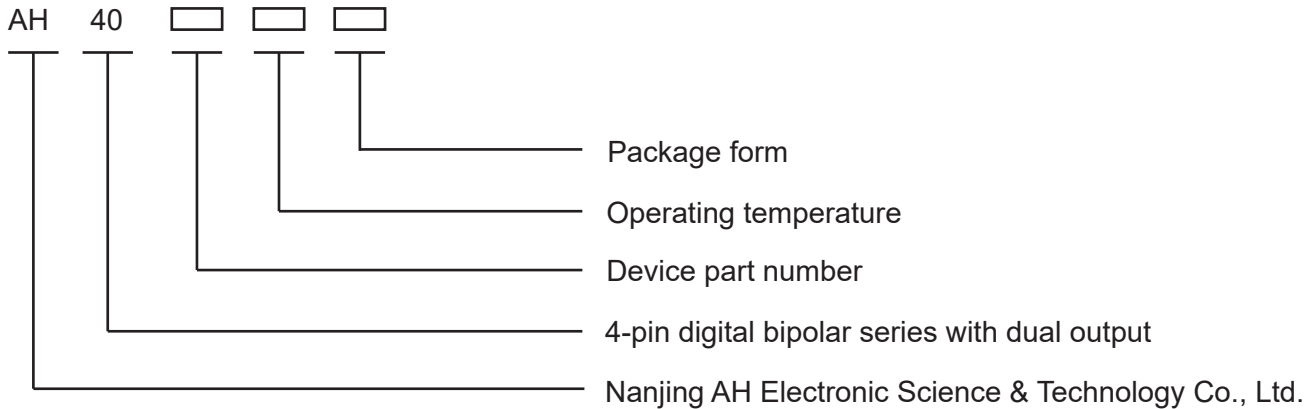 AH 40
Package form
Operating temperature
Device part number
4-pin digital bipolar series with dual output
Nanjing AH Electronic Science & Technology Co., Ltd.